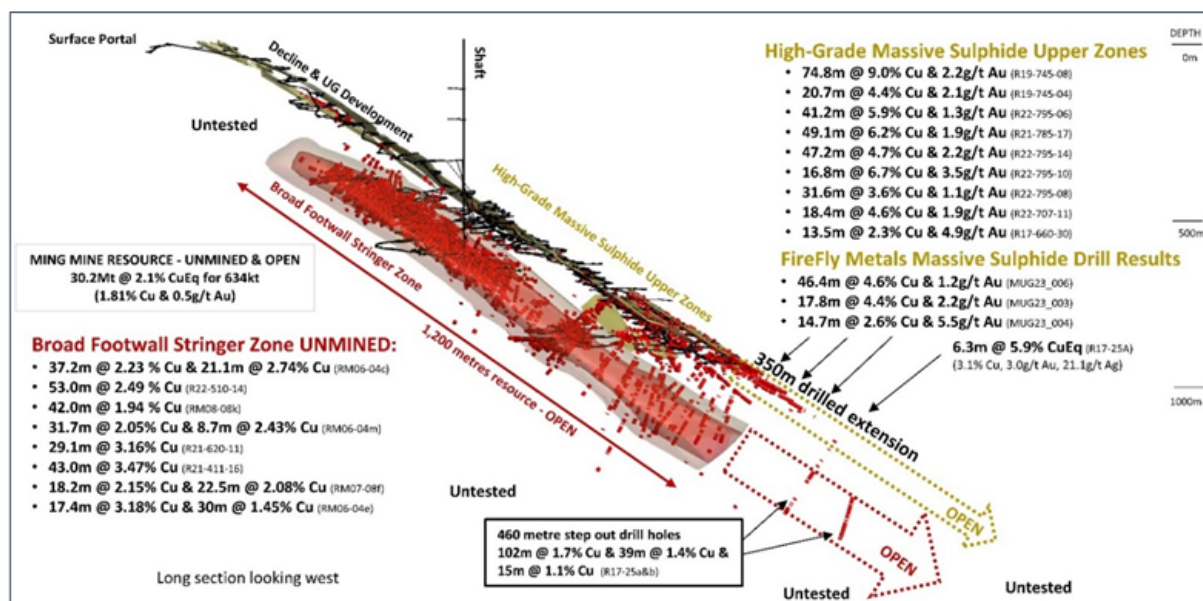 Surface Portal
Decline & UG Development
Shaft
Untested
High-Grade Massive Sulphide Upper Zones
Broad Footwall Stringer Zone
1,200 metres resource - OPEN
MING MINE RESOURCE - UNMINED & OPEN
30.2Mt @ 2.1% CuEq for 634kt
(1.81% Cu & 0.5g/t Au)
Broad Footwall Stringer Zone UNMINED:
• 37.2m @ 2.23 % Cu & 21.1m @ 2.74% Cu (RM06-04c)
• 53.0m @ 2.49 % Cu (R22-510-14)
• 42.0m @ 1.94 % Cu (RM08-08k)
• 31.7m @ 2.05% Cu & 8.7m @ 2.43% Cu (RM06-04m)
• 29.1m @ 3.16% Cu (R21-620-11)
• 43.0m @ 3.47% Cu (R21-411-16)
• 18.2m @ 2.15% Cu & 22.5m @ 2.08% Cu (RM07-08f)
• 17.4m @ 3.18% Cu & 30m @ 1.45% Cu (RM06-04e)
Long section looking west
High-Grade Massive Sulphide Upper Zones
• 74.8m @ 9.0% Cu & 2.2g/t Au (R19-745-08)
• 20.7m @ 4.4% Cu & 2.1g/t Au (R19-745-04)
• 41.2m @ 5.9% Cu & 1.3g/t Au (R22-795-06)
• 49.1m @ 6.2% Cu & 1.9g/t Au (R21-785-17)
• 47.2m @ 4.7% Cu & 2.2g/t Au (R22-795-14)
• 16.8m @ 6.7% Cu & 3.5g/t Au (R22-795-10)
• 31.6m @ 3.6% Cu & 1.1g/t Au (R22-795-08)
• 18.4m @ 4.6% Cu & 1.9g/t Au (R22-707-11)
• 13.5m @ 2.3% Cu & 4.9g/t Au (R17-660-30)
FireFly Metals Massive Sulphide Drill Results
• 46.4m @ 4.6% Cu & 1.2g/t Au (MUG23_006)
• 17.8m @ 4.4% Cu & 2.2g/t Au (MUG23_003)
• 14.7m @ 2.6% Cu & 5.5g/t Au (MUG23_004)
6.3m @ 5.9% CuEq (R17-25A)
(3.1% Cu, 3.0g/t Au, 21.1g/t Ag)
DEPTH
0m
500m
1000m
350m drilled extension
OPEN
OPEN
Untested
460 metre step out drill holes
102m @ 1.7% Cu & 39m @ 1.4% Cu &
15m @ 1.1% Cu (R17-25a&b)
Untested
Untested